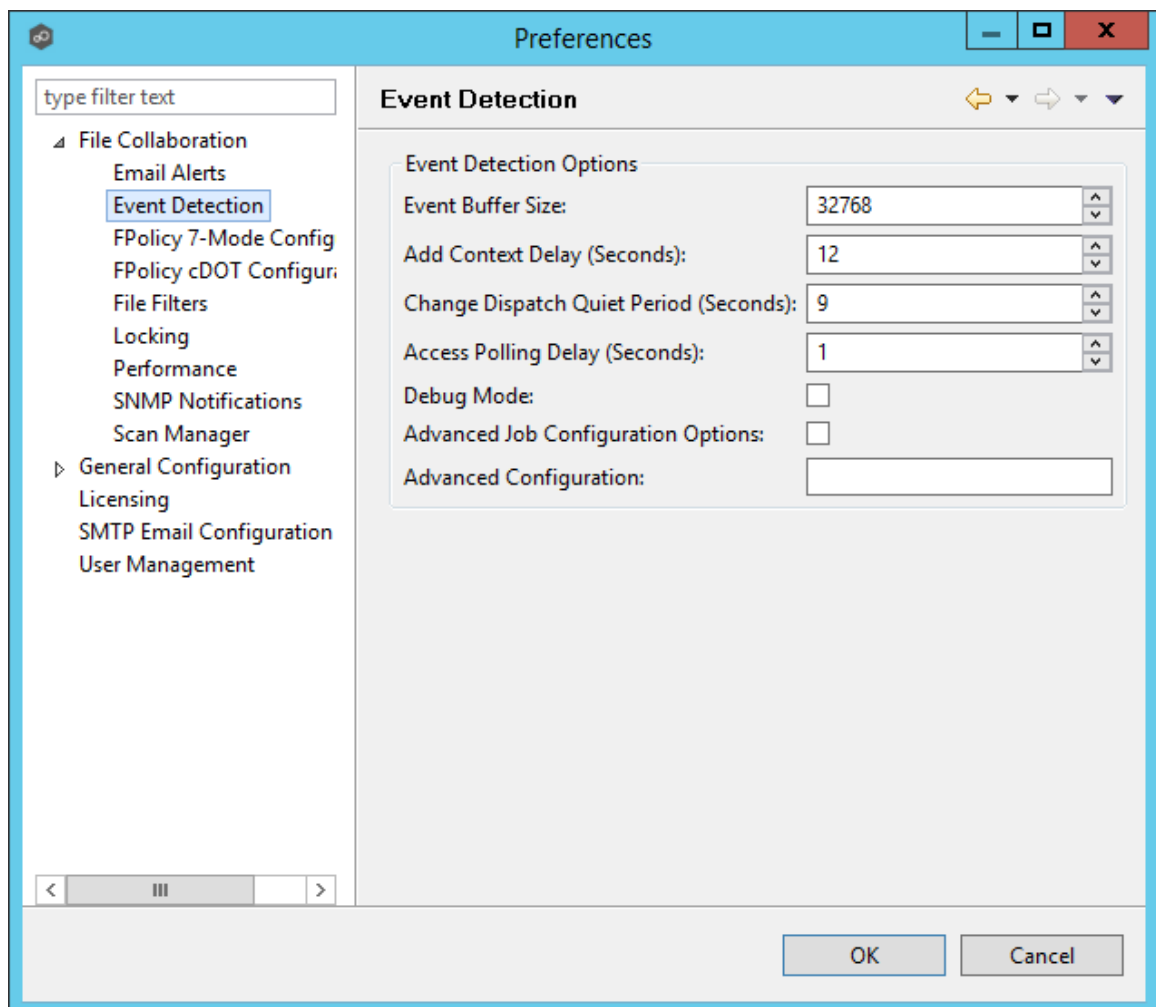 Preferences
type filter text
File Collaboration
Email Alerts
Event Detection
FPolicy 7-Mode Config
FPolicy cDOT Configura
File Filters
Locking
Performance
SNMP Notifications
Scan Manager
General Configuration
Licensing
SMTP Email Configuration
User Management
Event Detection
Event Detection Options
Event Buffer Size: 32768
Add Context Delay (Seconds): 12
Change Dispatch Quiet Period (Seconds): 9
Access Polling Delay (Seconds): 1
Debug Mode:
Advanced Job Configuration Options:
Advanced Configuration:
OK Cancel